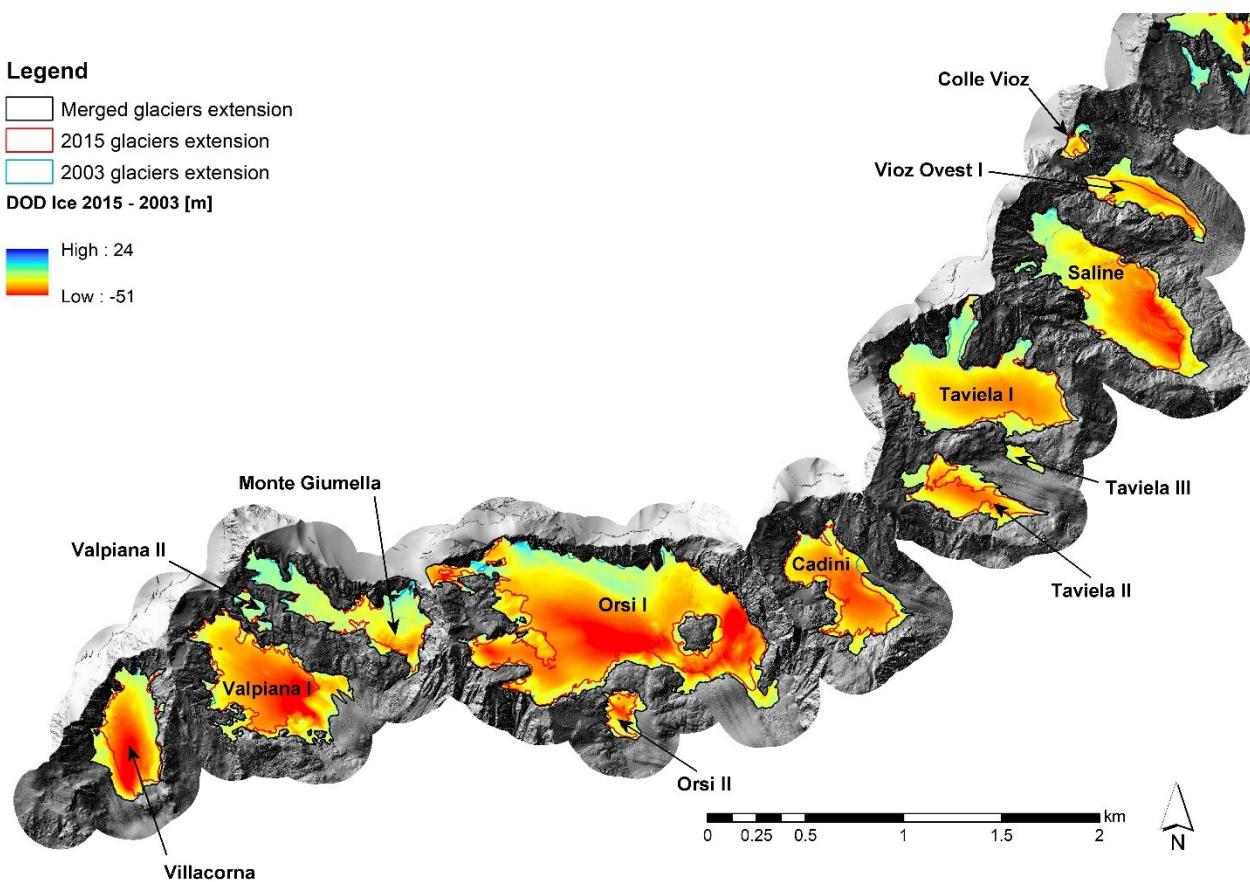 Legend
Merged glaciers extension
2015 glaciers extension
2003 glaciers extension
DOD Ice 2015 - 2003 [m]
High : 24
Low : -51
Colle Vioz
Vioz Ovest I
Saline
Taviela I
Taviela III
Taviela II
Monte Giumella
Valpiana II
Cadini
Orsi I
Valpiana I
Orsi II
Villacorna
km
0 0.25 0.5 1 1.5 2
N